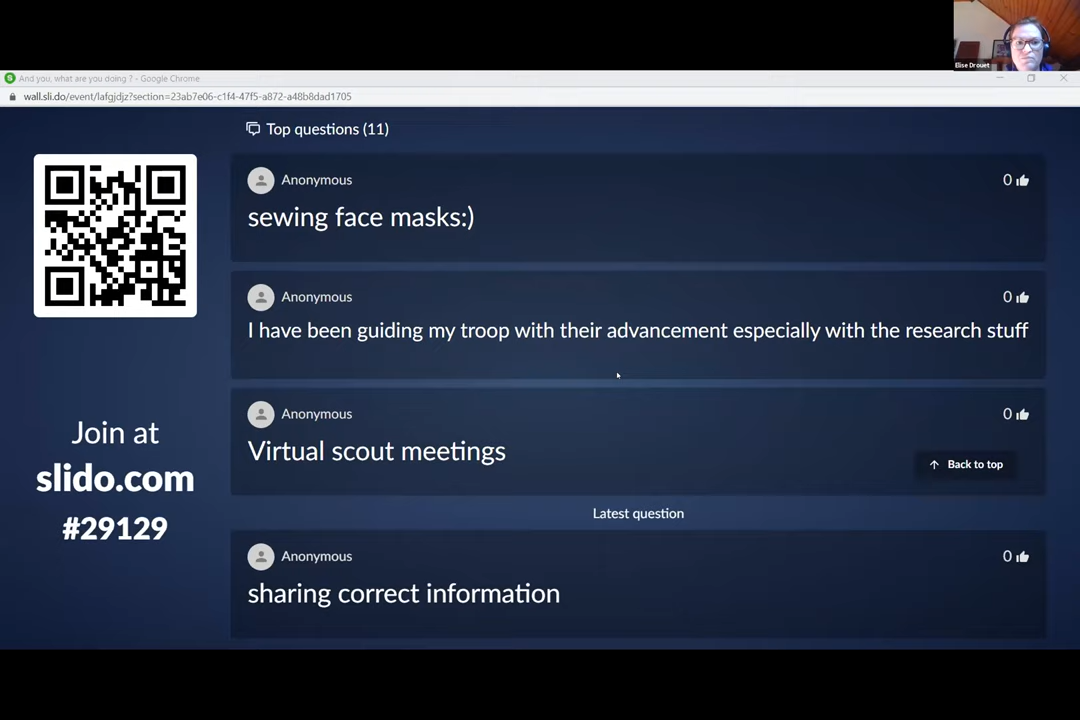 Elise Drouet
And you, what are you doing ? - Google Chrome
wall.sli.do/event/lafgjdjz?section=23ab7e06-c1f4-47f5-a872-a48b8dad1705
Top questions (11)
Anonymous
0
sewing face masks:)
Anonymous
0
I have been guiding my troop with their advancement especially with the research stuff
Anonymous
0
Virtual scout meetings
Back to top
Latest question
Anonymous
0
sharing correct information
Join at
slido.com
#29129